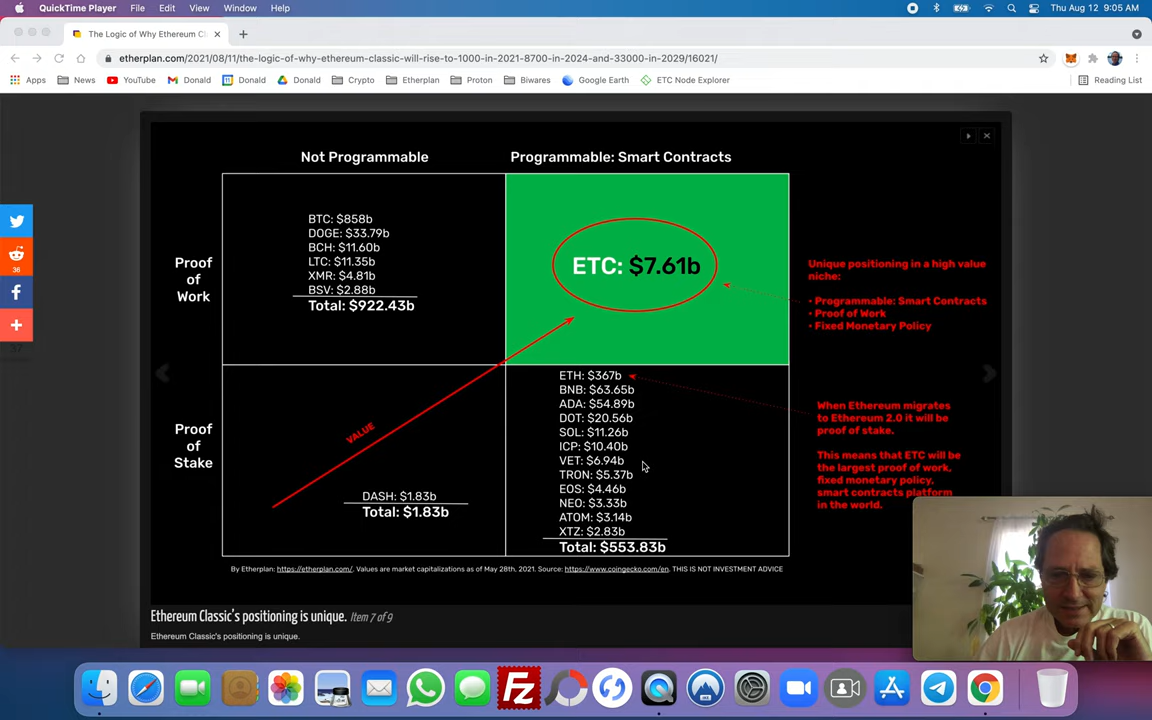 QuickTime Player File Edit View Window Help Thu Aug 12 9:05 AM
The Logic of Why Ethereum Cl
etherplan.com/2021/08/11/the-logic-of-why-ethereum-classic-will-rise-to-1000-in-2021-8700-in-2024-and-33000-in-2029/16021/
Apps News YouTube Donald Donald Donald Crypto Etherplan Proton Biwares Google Earth ETC Node Explorer Reading List
Not Programmable
Programmable: Smart Contracts
Proof
of
Work
BTC: $858b
DOGE: $33.79b
BCH: $11.60b
LTC: $11.35b
XMR: $4.81b
BSV: $2.88b
Total: $922.43b
ETC: $7.61b
Unique positioning in a high value
niche:
• Programmable: Smart Contracts
• Proof of Work
• Fixed Monetary Policy
36
37
Proof
of
Stake
VALUE
DASH: $1.83b
Total: $1.83b
ETH: $367b
BNB: $63.65b
ADA: $54.89b
DOT: $20.56b
SOL: $11.26b
ICP: $10.40b
VET: $6.94b
TRON: $5.37b
EOS: $4.46b
NEO: $3.33b
ATOM: $3.14b
XTZ: $2.83b
Total: $553.83b
When Ethereum migrates
to Ethereum 2.0 it will be
proof of stake.
This means that ETC will be
the largest proof of work,
fixed monetary policy,
smart contracts platform
in the world.
By Etherplan: https://etherplan.com/. Values are market capitalizations as of May 28th, 2021. Source: https://www.coingecko.com/en. THIS IS NOT INVESTMENT ADVICE
Ethereum Classic's positioning is unique. Item 7 of 9
Ethereum Classic's positioning is unique.
Fz